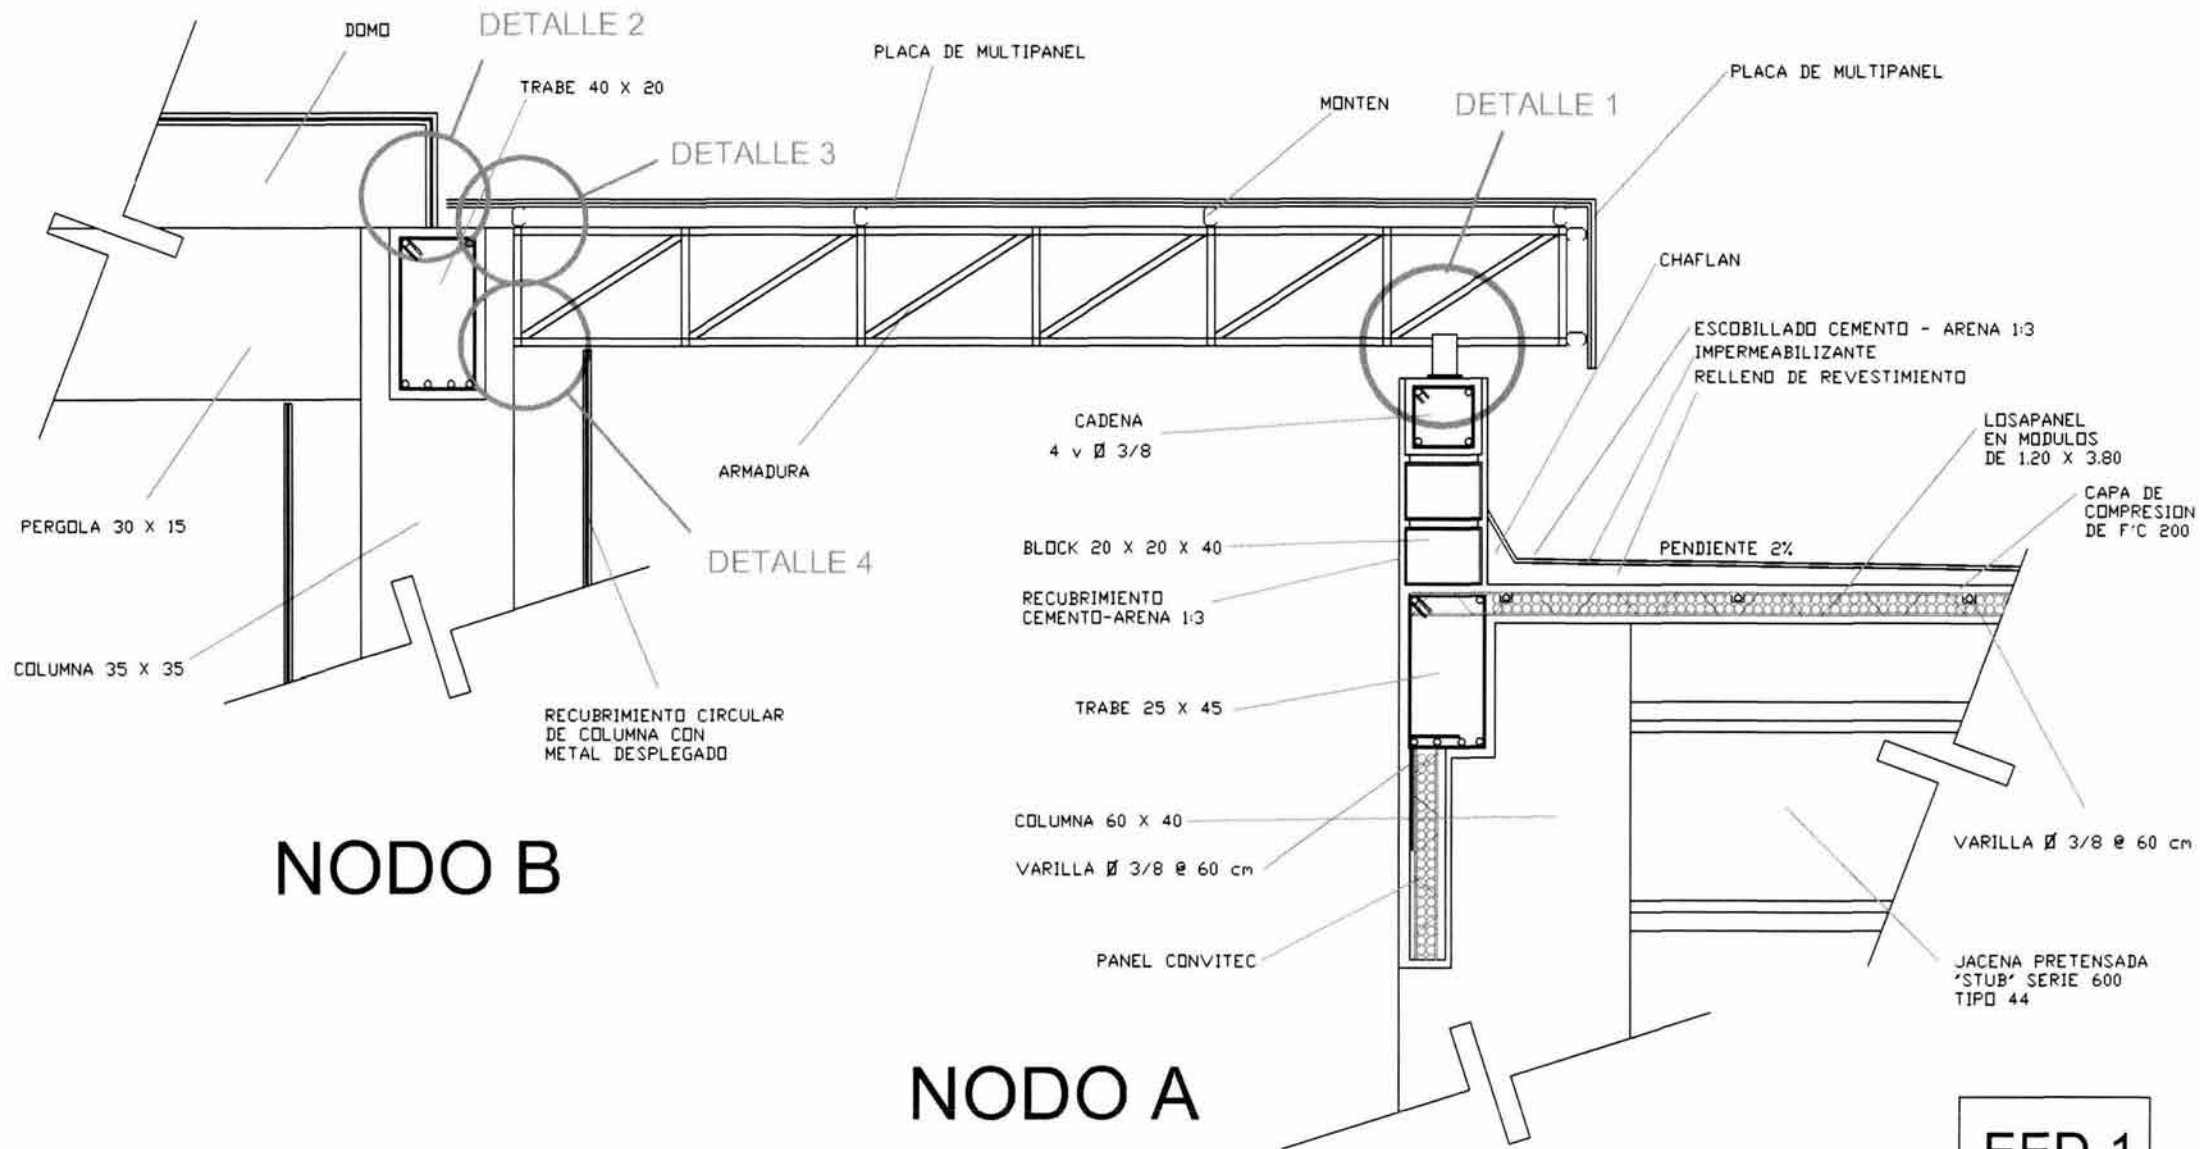 DOMO
DETALLE 2
TRABE 40 X 20
PLACA DE MULTIPANEL
PLACA DE MULTIPANEL
MONTEN
DETALLE 1
DETALLE 3
CHAFLAN
ESCOBILLADO CEMENTO - ARENA 1:3
IMPERMEABILIZANTE
RELLENO DE REVESTIMIENTO
CADENA
4 v Ø 3/8
LOSAPANEL
EN MODULOS
DE 1.20 X 3.80
CAPA DE
COMPRESION
DE F'C 200
ARMADURA
PERGOLA 30 X 15
DETALLE 4
BLOCK 20 X 20 X 40
PENDIENTE 2%
RECUBRIMIENTO
CEMENTO-ARENA 1:3
COLUMNA 35 X 35
RECUBRIMIENTO CIRCULAR
DE COLUMNA CON
METAL DESPLEGADO
TRABE 25 X 45
COLUMNA 60 X 40
VARILLA Ø 3/8 @ 60 cm
VARILLA Ø 3/8 @ 60 cm
NODO B
PANEL CONVITEC
JACENA PRETENSADA
'STUB' SERIE 600
TIPO 44
NODO A